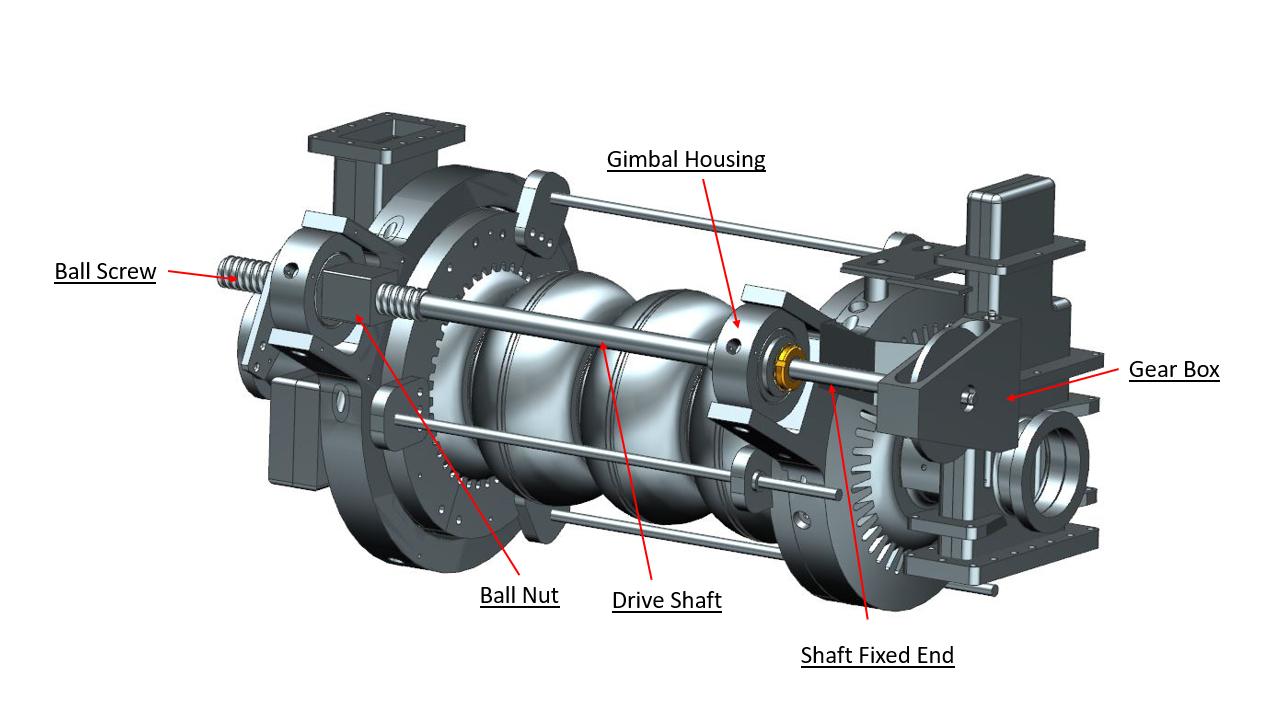 Gimbal Housing
Ball Screw
Gear Box
Ball Nut
Drive Shaft
Shaft Fixed End